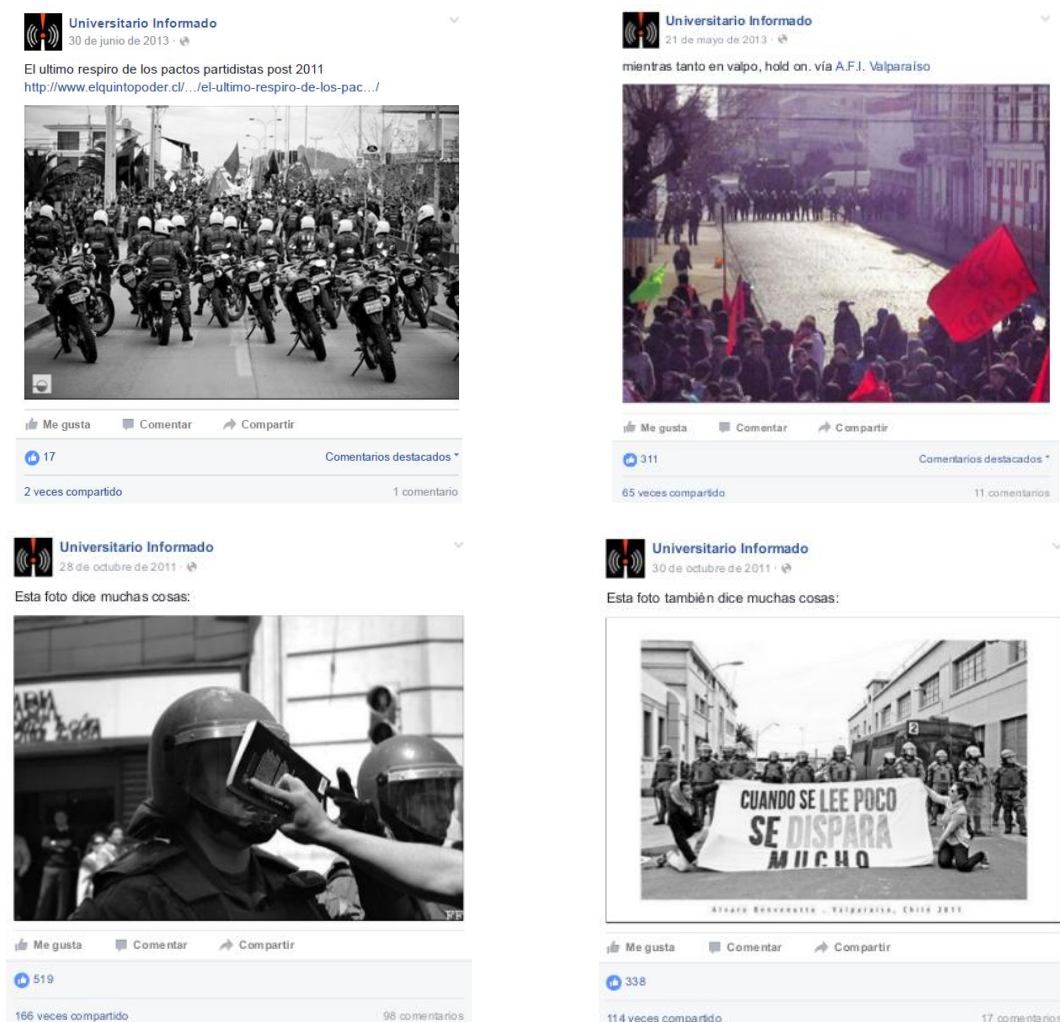 Universitario Informado
30 de junio de 2013
El ultimo respiro de los pactos partidistas post 2011
http://www.elquintopoder.cl/…/el-ultimo-respiro-de-los-pac…/
Me gusta Comentar Compartir
17 Comentarios destacados
2 veces compartido 1 comentario
Universitario Informado
21 de mayo de 2013
mientras tanto en valpo, hold on. vía A.F.I. Valparaíso
Me gusta Comentar Compartir
311 Comentarios destacados
65 veces compartido 11 comentarios
Universitario Informado
28 de octubre de 2011
Esta foto dice muchas cosas:
FF
Me gusta Comentar Compartir
519
166 veces compartido 98 comentarios
Universitario Informado
30 de octubre de 2011
Esta foto también dice muchas cosas:
2
CUANDO SE LEE POCO
SE DISPARA
MUCHO
Alvaro Benvenutto . Valparaiso, Chile 2011
Me gusta Comentar Compartir
338
114 veces compartido 17 comentarios